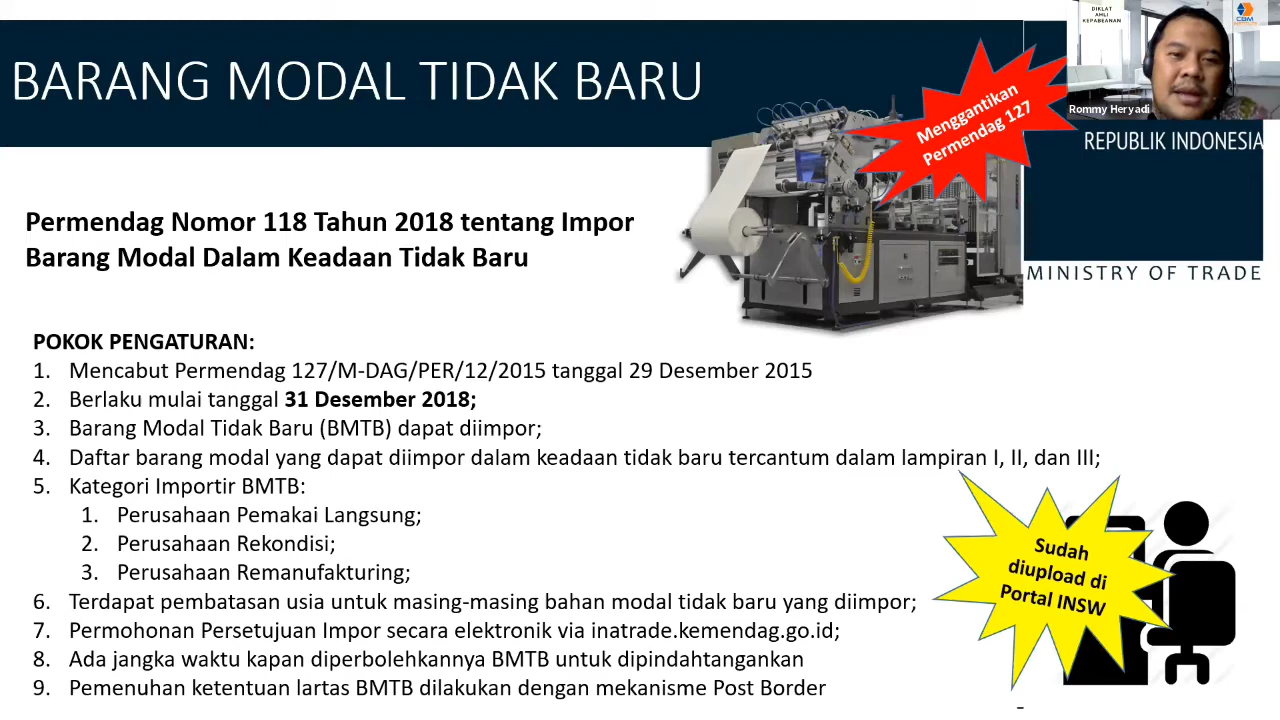 BARANG MODAL TIDAK BARU
Menggantikan
Permendag 127
DIKLAT
AHLI
KEPABEANAN
CBM
INSTITUTE
Rommy Heryadi
REPUBLIK INDONESIA
MINISTRY OF TRADE
Permendag Nomor 118 Tahun 2018 tentang Impor
Barang Modal Dalam Keadaan Tidak Baru
POKOK PENGATURAN:
1. Mencabut Permendag 127/M-DAG/PER/12/2015 tanggal 29 Desember 2015
2. Berlaku mulai tanggal 31 Desember 2018;
3. Barang Modal Tidak Baru (BMTB) dapat diimpor;
4. Daftar barang modal yang dapat diimpor dalam keadaan tidak baru tercantum dalam lampiran I, II, dan III;
5. Kategori Importir BMTB:
1. Perusahaan Pemakai Langsung;
2. Perusahaan Rekondisi;
3. Perusahaan Remanufakturing;
6. Terdapat pembatasan usia untuk masing-masing bahan modal tidak baru yang diimpor;
7. Permohonan Persetujuan Impor secara elektronik via inatrade.kemendag.go.id;
8. Ada jangka waktu kapan diperbolehkannya BMTB untuk dipindahtangankan
9. Pemenuhan ketentuan lartas BMTB dilakukan dengan mekanisme Post Border
Sudah
diupload di
Portal INSW